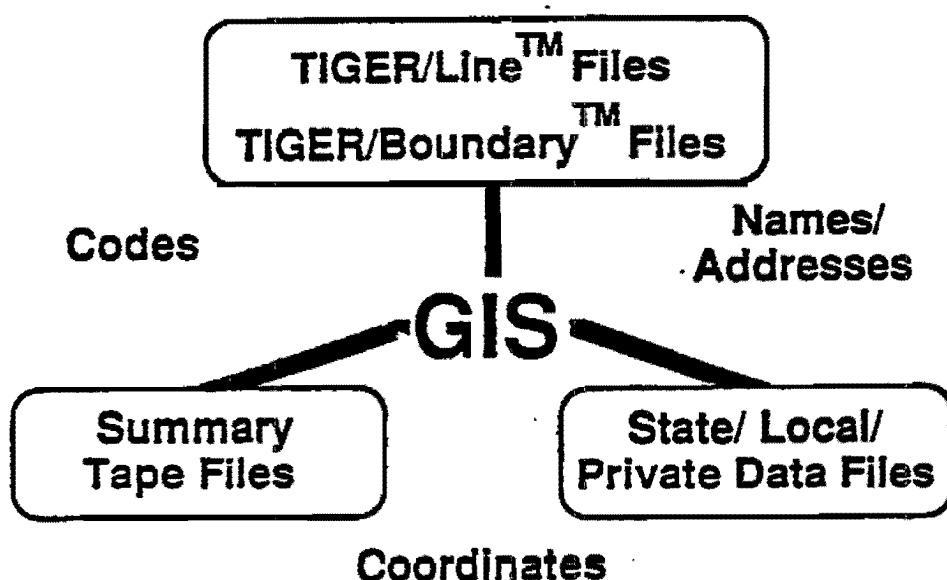 TIGER/Line™ Files
TIGER/Boundary™ Files
Codes
Names/
Addresses
GIS
Summary
Tape Files
State/ Local/
Private Data Files
Coordinates